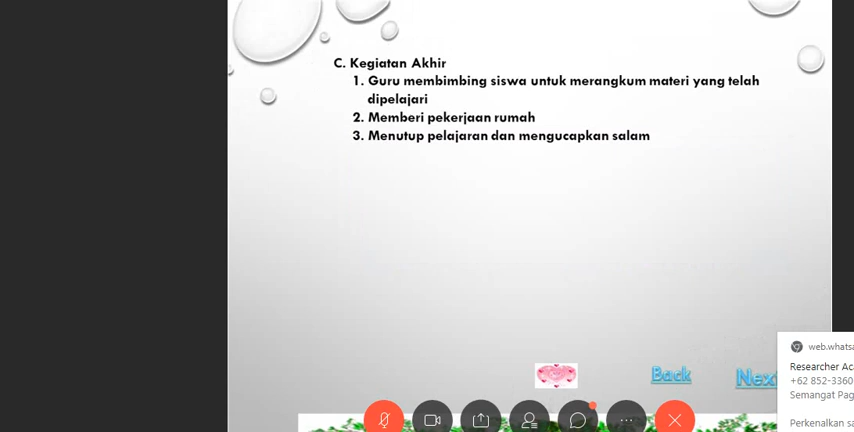 C. Kegiatan Akhir
1. Guru membimbing siswa untuk merangkum materi yang telah
dipelajari
2. Memberi pekerjaan rumah
3. Menutup pelajaran dan mengucapkan salam
Back
web.whatsa
Researcher Ac
+62 852-3360
Semangat Pag
Perkenalkan sa